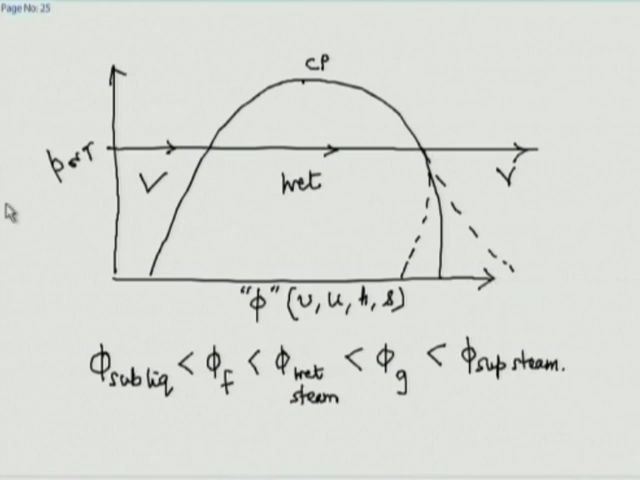 Page No: 25
CP
p or T
wet
"ϕ" (v, u, h, s)
ϕsub liq < ϕf < ϕwet steam < ϕg < ϕsup steam.